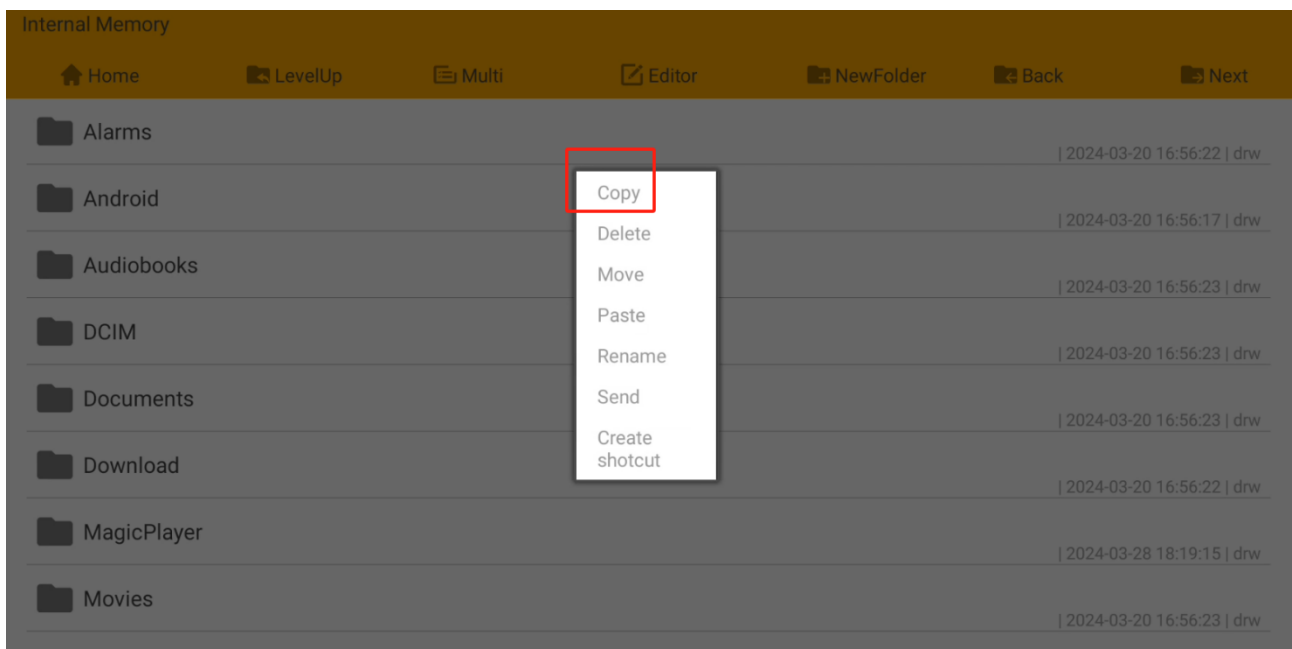 Internal Memory
Home LevelUp Multi Editor NewFolder Back Next
Alarms
| 2024-03-20 16:56:22 | drw
Android
| 2024-03-20 16:56:17 | drw
Audiobooks
| 2024-03-20 16:56:23 | drw
DCIM
| 2024-03-20 16:56:23 | drw
Documents
| 2024-03-20 16:56:23 | drw
Download
| 2024-03-20 16:56:22 | drw
MagicPlayer
| 2024-03-28 18:19:15 | drw
Movies
| 2024-03-20 16:56:23 | drw
Copy
Delete
Move
Paste
Rename
Send
Create
shotcut